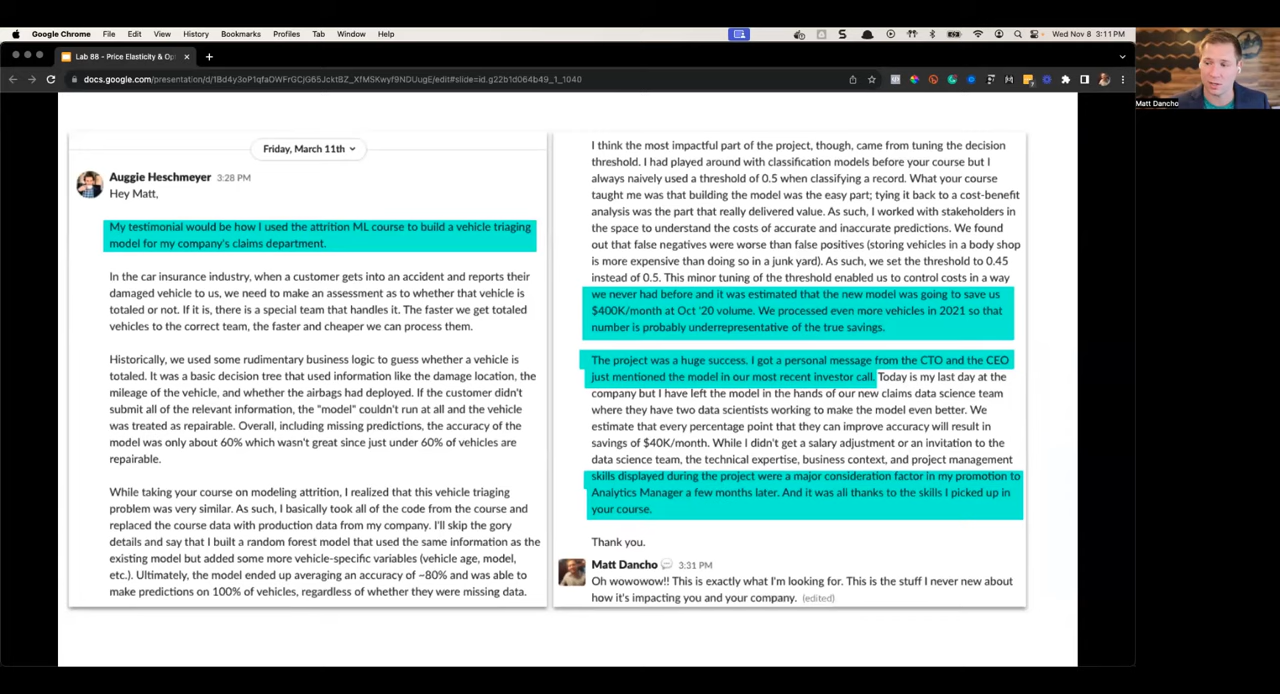 Google Chrome File Edit View History Bookmarks Profiles Tab Window Help
Wed Nov 8 3:11 PM
Lab 88 - Price Elasticity & Op
docs.google.com/presentation/d/1Bd4y3oP1qfaDWFrGCjG65JcktBZ_XfMSKwyf9NDUugE/edit#slide=id.g22b1d064b49_1_1040
Matt Dancho
Friday, March 11th
Auggie Heschmeyer 3:28 PM
Hey Matt,
My testimonial would be how I used the attrition ML course to build a vehicle triaging
model for my company's claims department.
In the car insurance industry, when a customer gets into an accident and reports their
damaged vehicle to us, we need to make an assessment as to whether that vehicle is
totaled or not. If it is, there is a special team that handles it. The faster we get totaled
vehicles to the correct team, the faster and cheaper we can process them.
Historically, we used some rudimentary business logic to guess whether a vehicle is
totaled. It was a basic decision tree that used information like the damage location, the
mileage of the vehicle, and whether the airbags had deployed. If the customer didn't
submit all of the relevant information, the "model" couldn't run at all and the vehicle
was treated as repairable. Overall, including missing predictions, the accuracy of the
model was only about 60% which wasn't great since just under 60% of vehicles are
repairable.
While taking your course on modeling attrition, I realized that this vehicle triaging
problem was very similar. As such, I basically took all of the code from the course and
replaced the course data with production data from my company. I'll skip the gory
details and say that I built a random forest model that used the same information as the
existing model but added some more vehicle-specific variables (vehicle age, model,
etc.). Ultimately, the model ended up averaging an accuracy of ~80% and was able to
make predictions on 100% of vehicles, regardless of whether they were missing data.
I think the most impactful part of the project, though, came from tuning the decision
threshold. I had played around with classification models before your course but I
always naively used a threshold of 0.5 when classifying a record. What your course
taught me was that building the model was the easy part; tying it back to a cost-benefit
analysis was the part that really delivered value. As such, I worked with stakeholders in
the space to understand the costs of accurate and inaccurate predictions. We found
out that false negatives were worse than false positives (storing vehicles in a body shop
is more expensive than doing so in a junk yard). As such, we set the threshold to 0.45
instead of 0.5. This minor tuning of the threshold enabled us to control costs in a way
we never had before and it was estimated that the new model was going to save us
$400K/month at Oct '20 volume. We processed even more vehicles in 2021 so that
number is probably underrepresentative of the true savings.
The project was a huge success. I got a personal message from the CTO and the CEO
just mentioned the model in our most recent investor call. Today is my last day at the
company but I have left the model in the hands of our new claims data science team
where they have two data scientists working to make the model even better. We
estimate that every percentage point that they can improve accuracy will result in
savings of $40K/month. While I didn't get a salary adjustment or an invitation to the
data science team, the technical expertise, business context, and project management
skills displayed during the project were a major consideration factor in my promotion to
Analytics Manager a few months later. And it was all thanks to the skills I picked up in
your course.
Thank you.
Matt Dancho 3:31 PM
Oh wowowow!! This is exactly what I'm looking for. This is the stuff I never new about
how it's impacting you and your company. (edited)